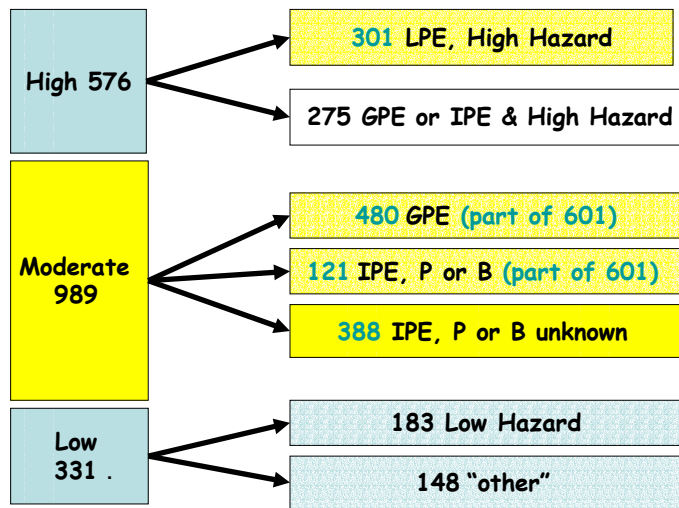 High 576
301 LPE, High Hazard
275 GPE or IPE & High Hazard
Moderate
989
480 GPE (part of 601)
121 IPE, P or B (part of 601)
388 IPE, P or B unknown
Low
331 .
183 Low Hazard
148 “other”